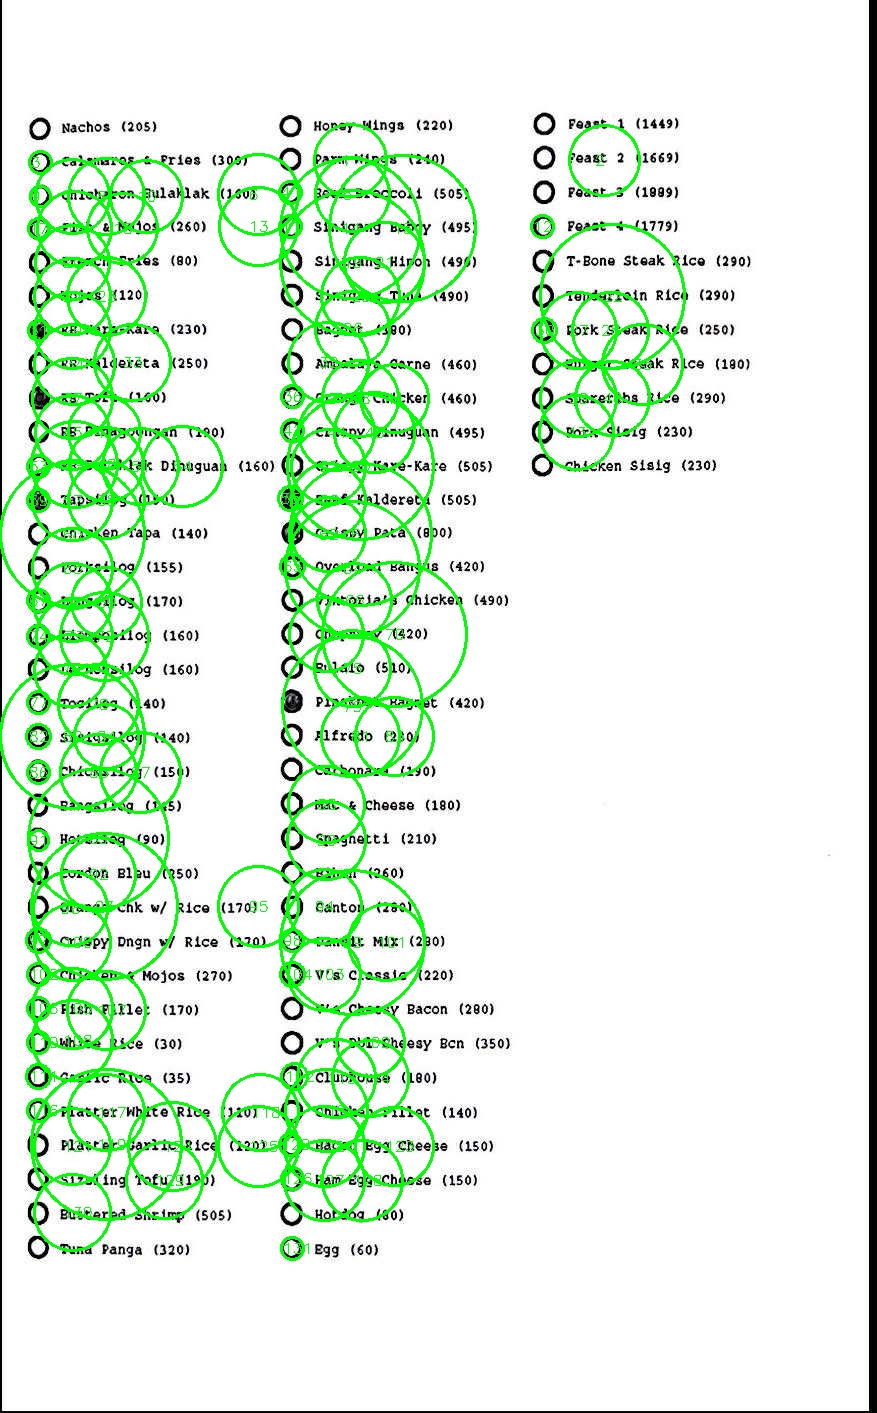 Nachos (205)
Calamares & Fries (300)
Chicharon Bulaklak (160)
Fish & Mojos (260)
French Fries (80)
Mojos (120)
Kare-Kare (230)
Kaldereta (250)
Tofu (160)
(190)
Bulaklak Dinuguan (160)
Tapsilog (150)
Chicken Tapa (140)
Porksilog (155)
Longsilog (170)
(160)
(160)
Tocilog (140)
Sisigsilog (140)
Chicksilog (150)
Bangsilog (145)
Hotsilog (90)
Cordon Bleu (250)
Orange Chk w/ Rice (170)
Crispy Dngn w/ Rice (170)
Chicken & Mojos (270)
Fish Fillet (170)
White Rice (30)
Garlic Rice (35)
Platter White Rice (110)
Platter Garlic Rice (120)
Sizzling Tofu (190)
Buttered Shrimp (505)
Tuna Panga (320)
Honey Wings (220)
Parm Wings (240)
Beef Broccoli (505)
Sinigang Baboy (495)
Sinigang Hipon (490)
Sinigang Tuna (490)
Bagnet (380)
Ampalaya Carne (460)
Orange Chicken (460)
Crispy Dinuguan (495)
Crispy Kare-Kare (505)
Beef Kaldereta (505)
Crispy Pata (800)
Overload Bangus (420)
Viktoria's Chicken (490)
Chopsuey (420)
Bulalo (510)
Pinakbet Bagnet (420)
Alfredo (230)
Carbonara (190)
Mac & Cheese (180)
Spaghetti (210)
Bihon (260)
Canton (280)
Pancit Mix (280)
V's Classic (220)
V's Cheesy Bacon (280)
V's Dbl Cheesy Bcn (350)
Clubhouse (180)
Chicken Fillet (140)
Bacon Egg Cheese (150)
Ham Egg Cheese (150)
Hotdog (80)
Egg (60)
Feast 1 (1449)
Feast 2 (1669)
Feast 3 (1889)
Feast 4 (1779)
T-Bone Steak Rice (290)
Tenderloin Rice (290)
Pork Steak Rice (250)
Burger Steak Rice (180)
Spareribs Rice (290)
Pork Sisig (230)
Chicken Sisig (230)